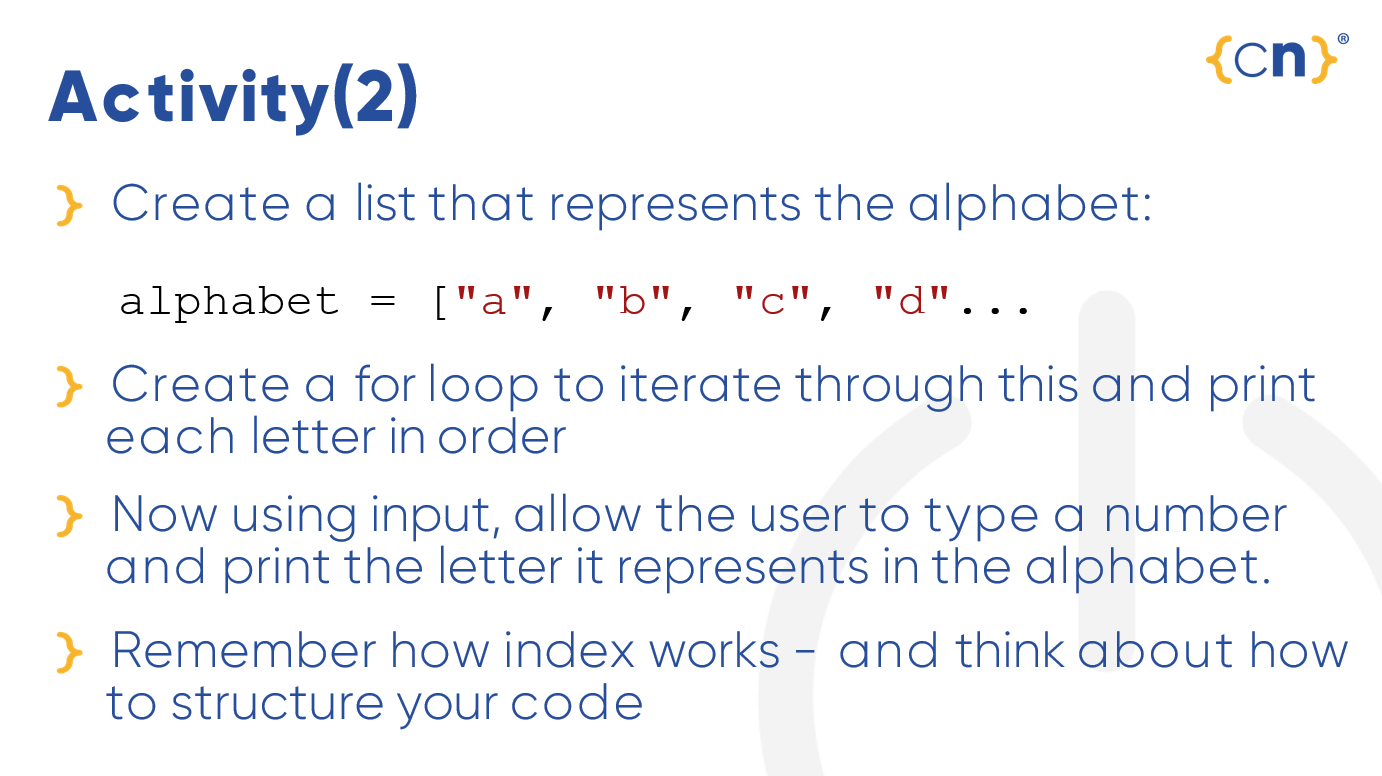 {cn}®
Activity(2)
Create a list that represents the alphabet:
alphabet = ["a", "b", "c", "d"...
Create a for loop to iterate through this and print
each letter in order
Now using input, allow the user to type a number
and print the letter it represents in the alphabet.
Remember how index works - and think about how
to structure your code